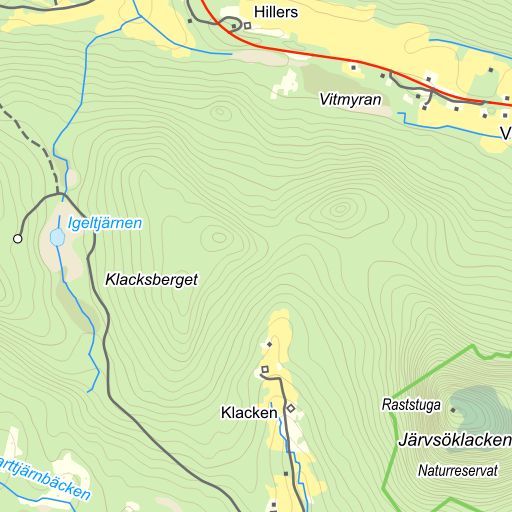 Hillers
Vitmyran
Igeltjärnen
Klacksberget
Raststuga
Klacken
Järvsöklacken
Naturreservat